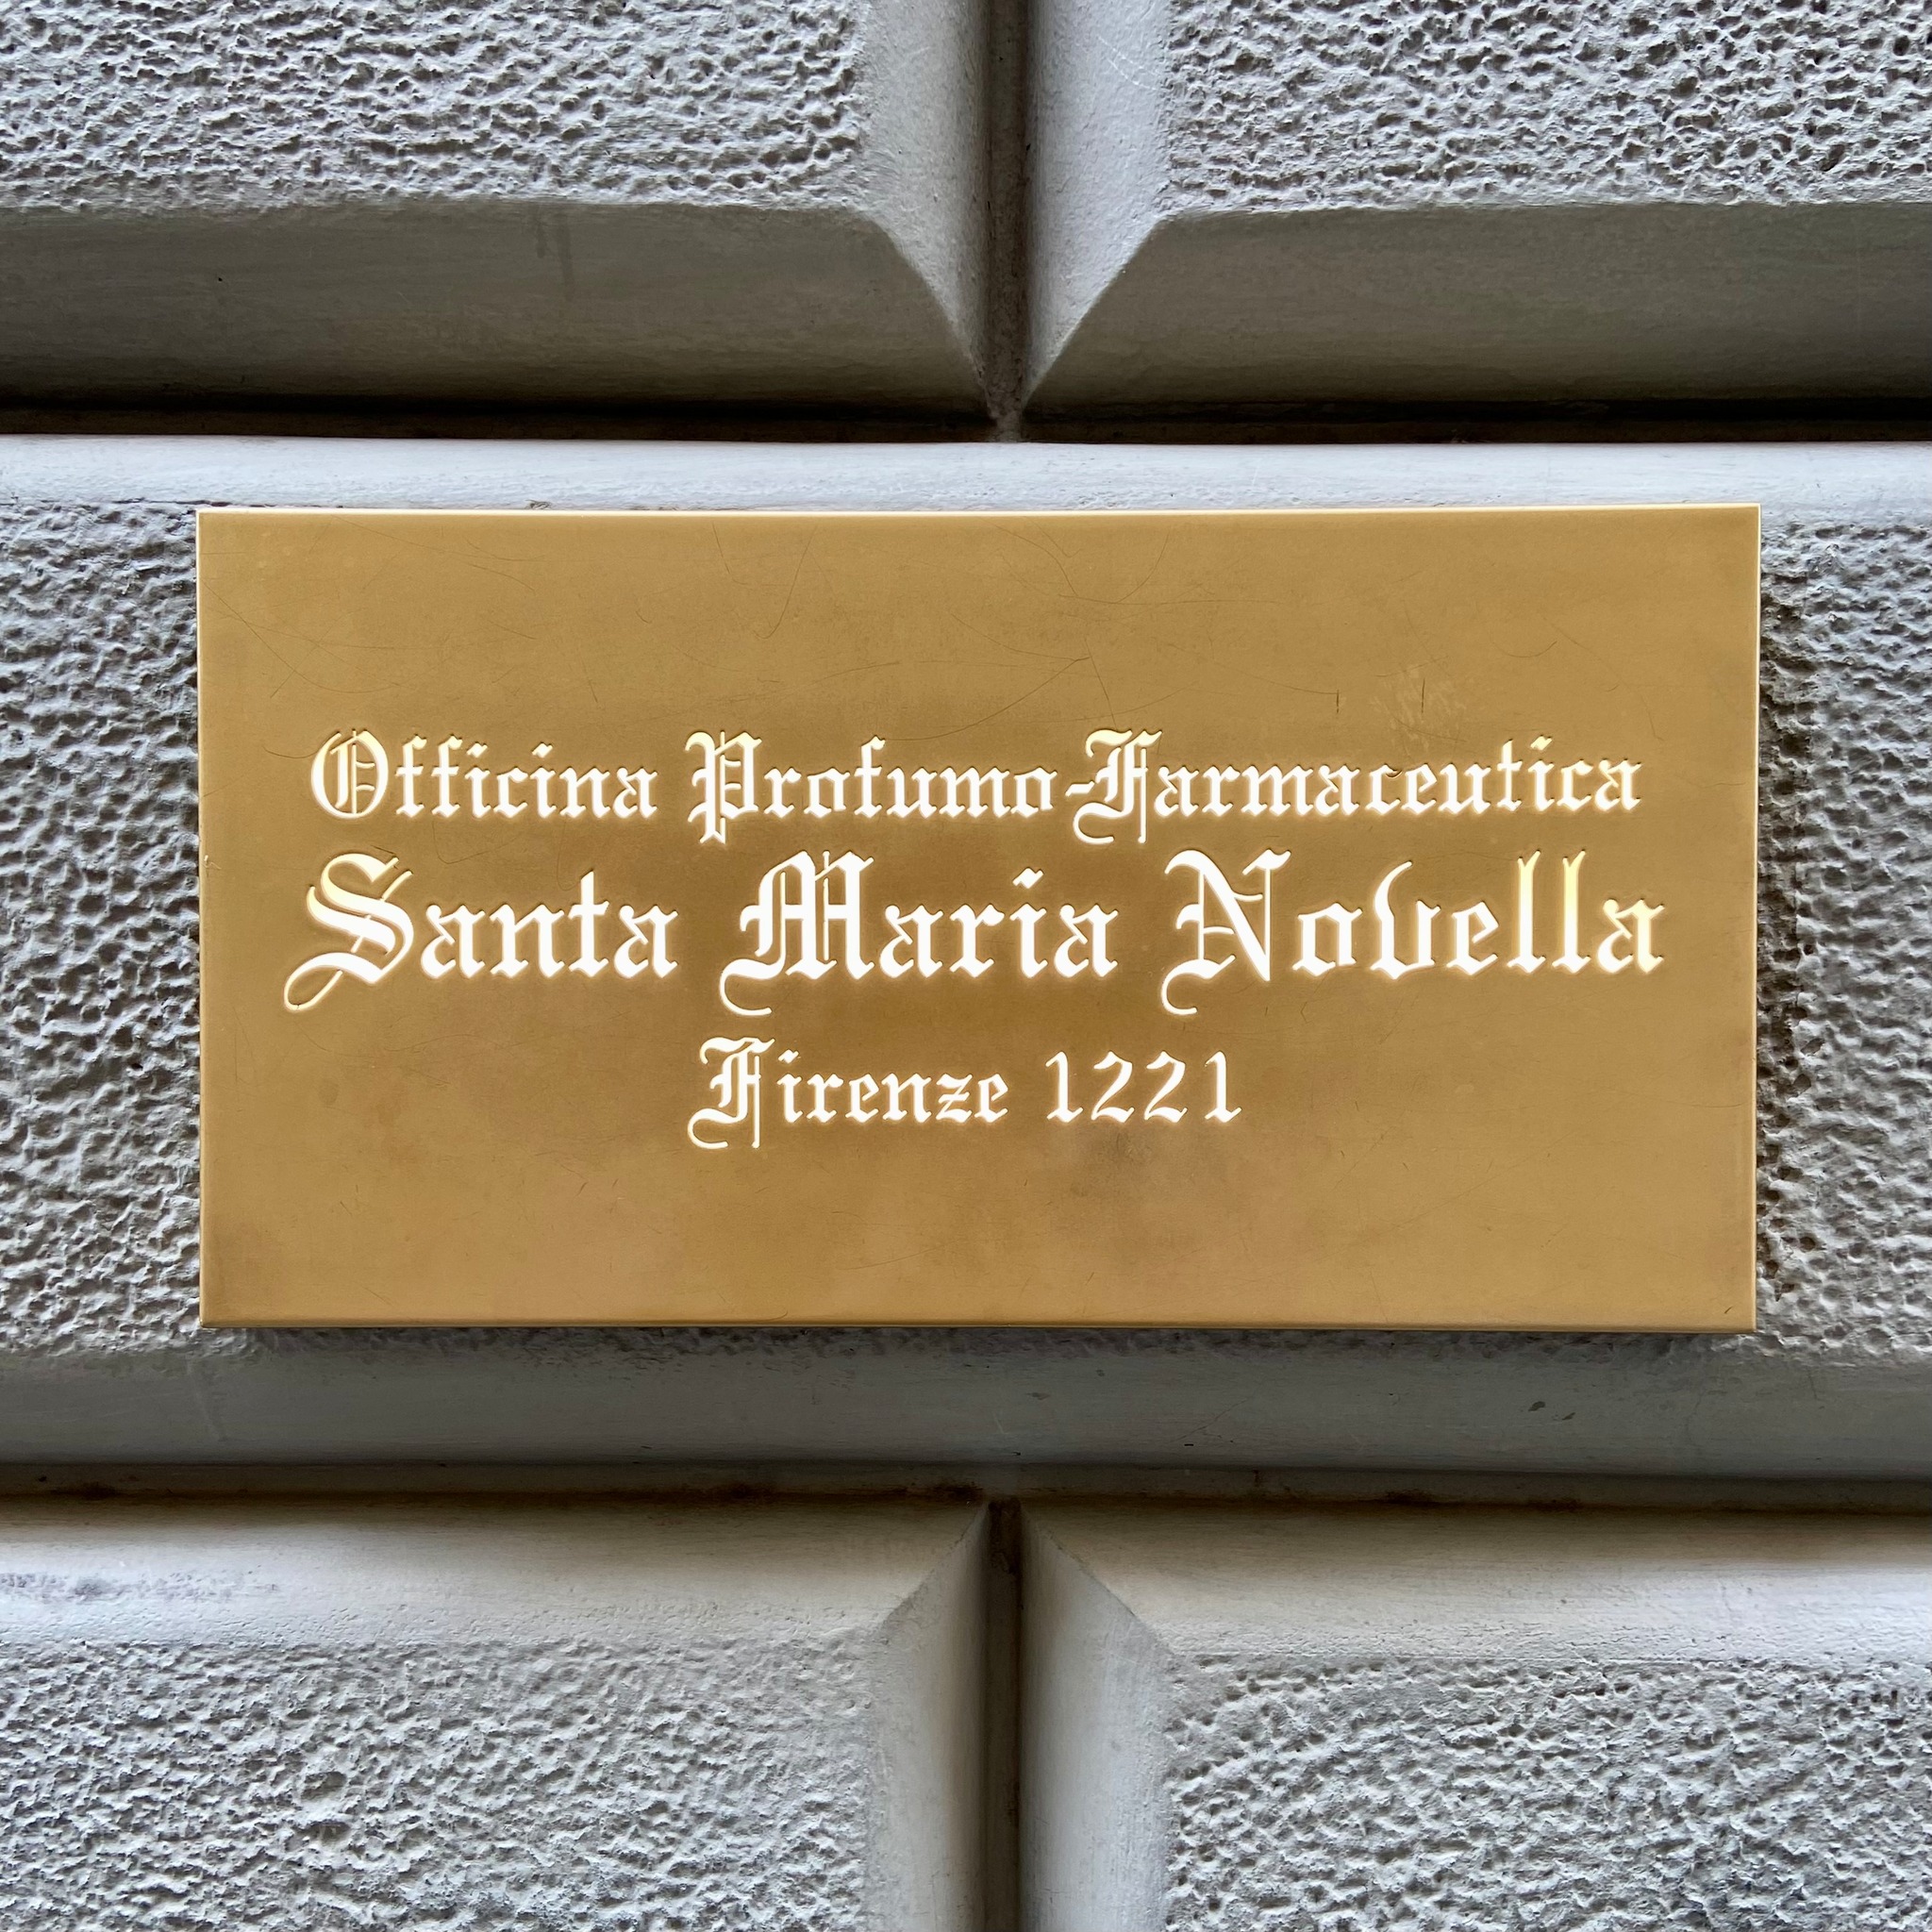 Officina Profumo-Farmaceutica
Santa Maria Novella
Firenze 1221